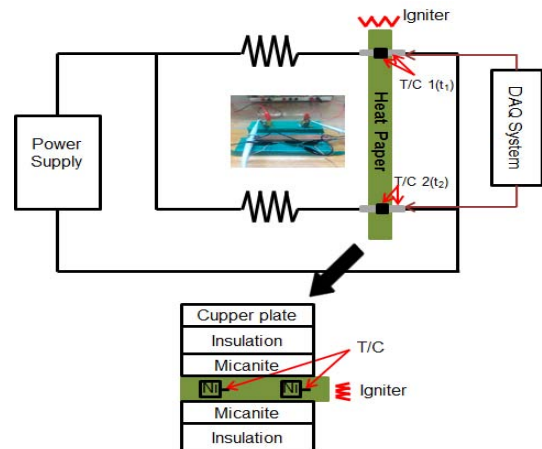 Igniter
T/C 1(t₁)
Heat Paper
DAQ System
Power
Supply
T/C 2(t₂)
Cupper plate
Insulation
Micanite
T/C
Ni
Ni
Igniter
Micanite
Insulation